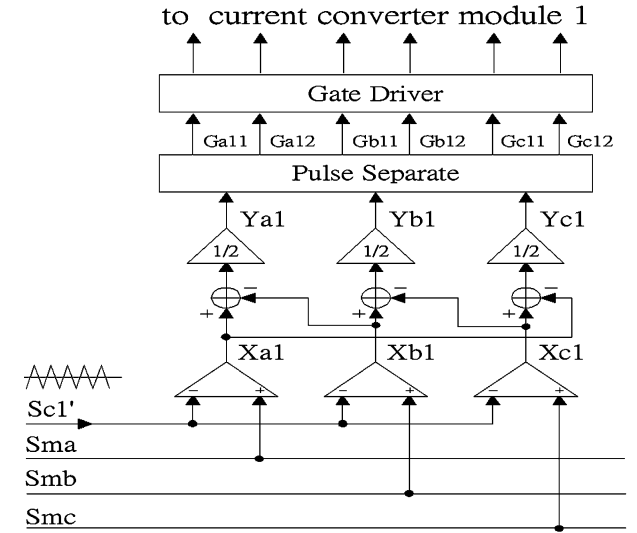 to current converter module 1
Gate Driver
Ga11 Ga12 Gb11 Gb12 Gc11 Gc12
Pulse Separate
Ya1 Yb1 Yc1
1/2 1/2 1/2
− − −
+ + +
Xa1 Xb1 Xc1
− + − + − +
Sc1'
Sma
Smb
Smc